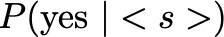 P(yes | < s >)